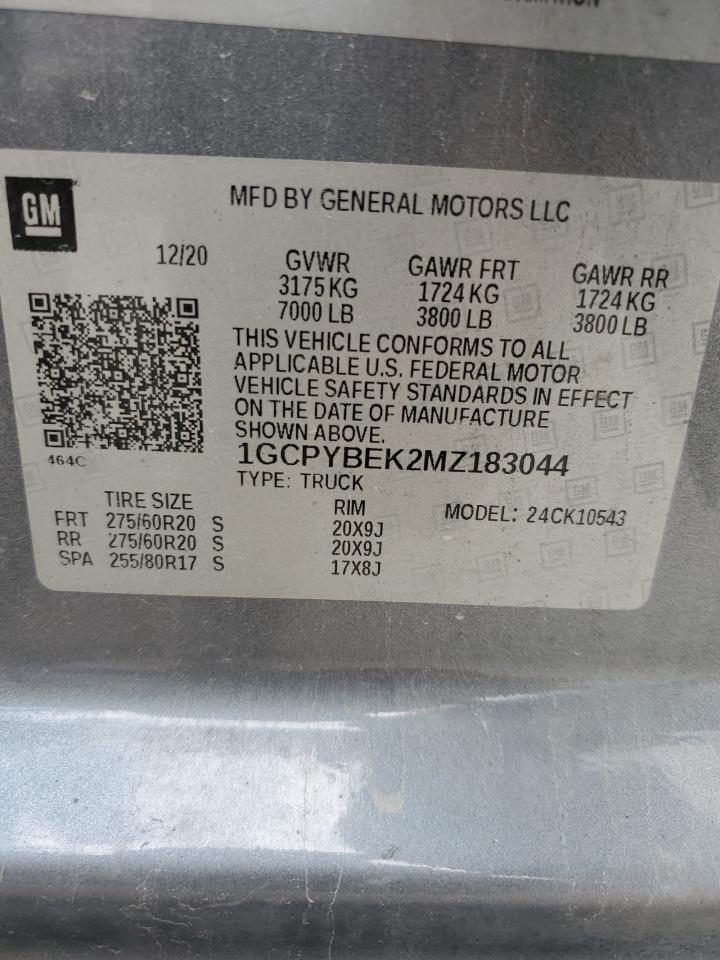 GM
MFD BY GENERAL MOTORS LLC
12/20
GVWR GAWR FRT GAWR RR
3175 KG 1724 KG 1724 KG
7000 LB 3800 LB 3800 LB
THIS VEHICLE CONFORMS TO ALL
APPLICABLE U.S. FEDERAL MOTOR
VEHICLE SAFETY STANDARDS IN EFFECT
ON THE DATE OF MANUFACTURE
SHOWN ABOVE.
464C
1GCPYBEK2MZ183044
TYPE: TRUCK
TIRE SIZE RIM MODEL: 24CK10543
FRT 275/60R20 S 20X9J
RR 275/60R20 S 20X9J
SPA 255/80R17 S 17X8J